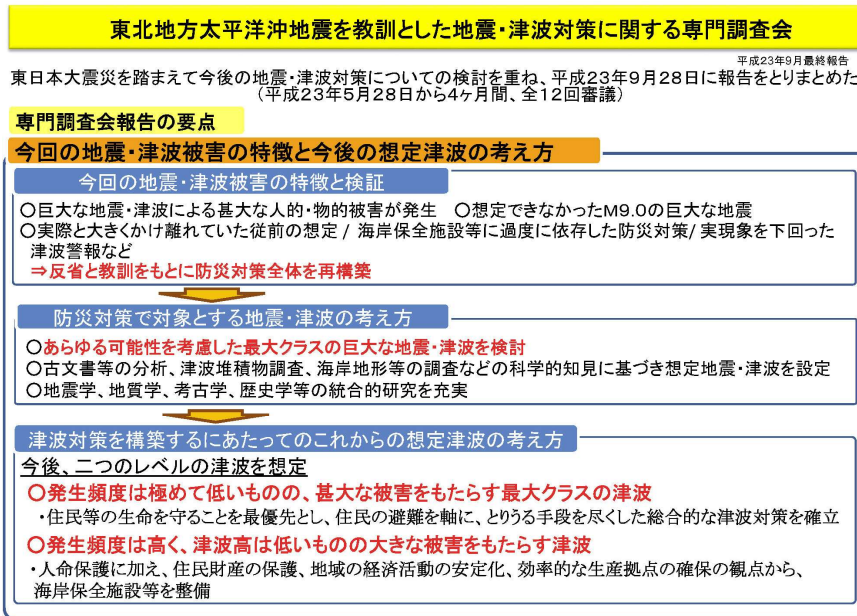 東北地方太平洋沖地震を教訓とした地震・津波対策に関する専門調査会
平成23年9月最終報告
東日本大震災を踏まえて今後の地震・津波対策についての検討を重ね、平成23年9月28日に報告をとりまとめた
(平成23年5月28日から4ヶ月間、全12回審議)
専門調査会報告の要点
今回の地震・津波被害の特徴と今後の想定津波の考え方
今回の地震・津波被害の特徴と検証
○巨大な地震・津波による甚大な人的・物的被害が発生 ○想定できなかったM9.0の巨大な地震
○実際と大きくかけ離れていた従前の想定 / 海岸保全施設等に過度に依存した防災対策/ 実現象を下回った
津波警報など
⇒反省と教訓をもとに防災対策全体を再構築
防災対策で対象とする地震・津波の考え方
○あらゆる可能性を考慮した最大クラスの巨大な地震・津波を検討
○古文書等の分析、津波堆積物調査、海岸地形等の調査などの科学的知見に基づき想定地震・津波を設定
○地震学、地質学、考古学、歴史学等の統合的研究を充実
津波対策を構築するにあたってのこれからの想定津波の考え方
今後、二つのレベルの津波を想定
○発生頻度は極めて低いものの、甚大な被害をもたらす最大クラスの津波
・住民等の生命を守ることを最優先とし、住民の避難を軸に、とりうる手段を尽くした総合的な津波対策を確立
○発生頻度は高く、津波高は低いものの大きな被害をもたらす津波
・人命保護に加え、住民財産の保護、地域の経済活動の安定化、効率的な生産拠点の確保の観点から、
海岸保全施設等を整備